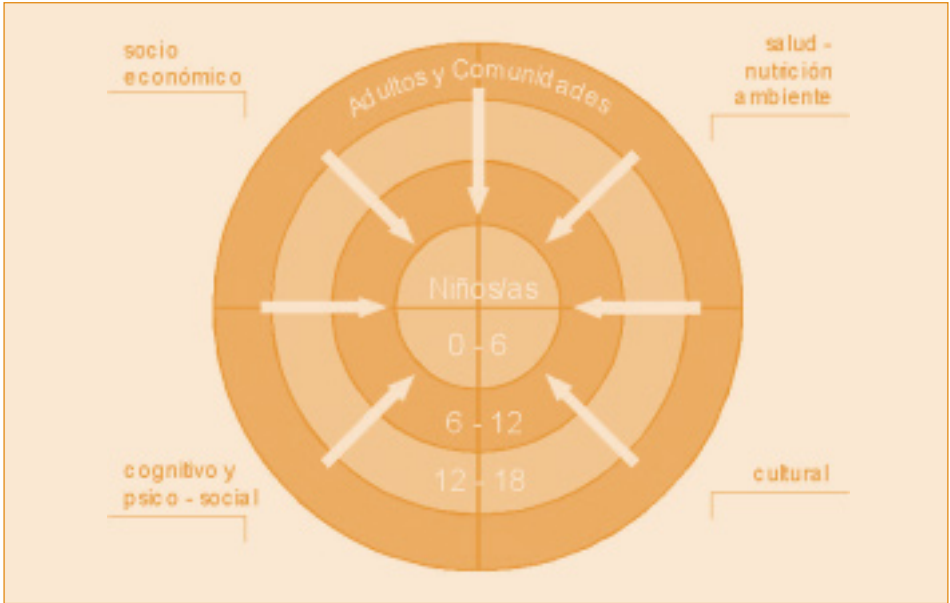 socio
económico
salud -
nutrición
ambiente
Adultos y Comunidades
Niños/as
0 - 6
6 - 12
12 - 18
cognitivo y
psico - social
cultural